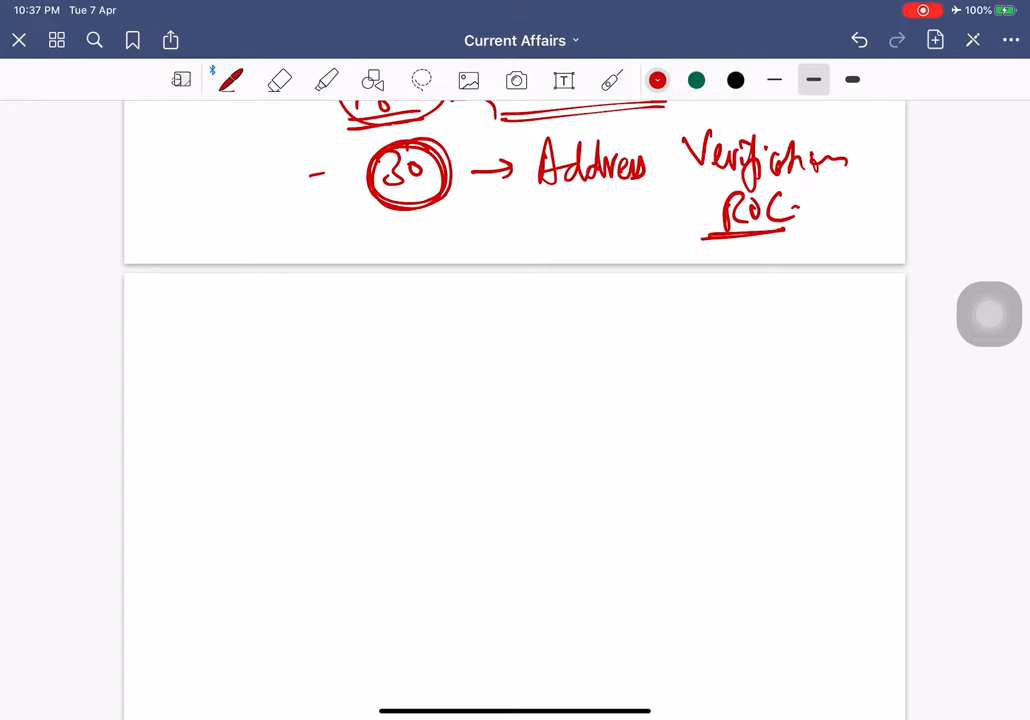 10:37 PM Tue 7 Apr
100%
Current Affairs
T
- 30 → Address Verification
ROC-